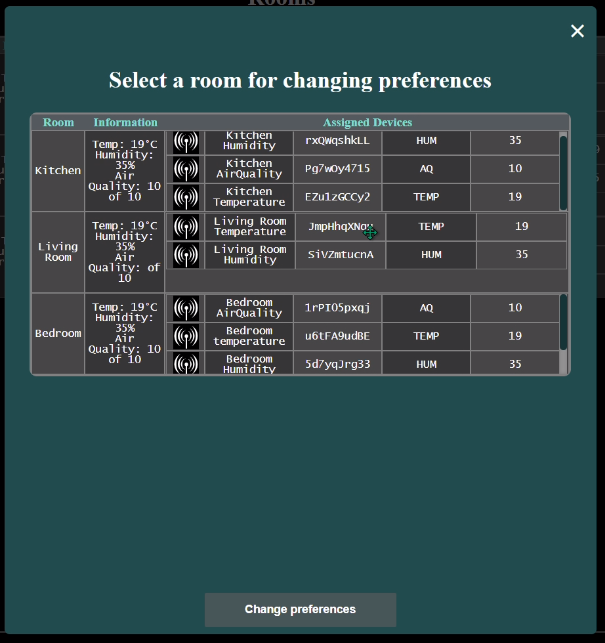 Rooms
Select a room for changing preferences
Room Information Assigned Devices
Kitchen
Temp: 19°C
Humidity:
35%
Air
Quality: 10
of 10
Kitchen
Humidity rxQWqshkLL HUM 35
Kitchen
AirQuality Pg7wOy4715 AQ 10
Kitchen
Temperature EZu1zGCCy2 TEMP 19
Living
Room
Temp: 19°C
Humidity:
35%
Air
Quality: of
10
Living Room
Temperature TEMP 19
Living Room
Humidity SiVZmtucnA HUM 35
Bedroom
Temp: 19°C
Humidity:
35%
Air
Quality: 10
of 10
Bedroom
AirQuality 1rPIO5pxqj AQ 10
Bedroom
temperature u6tFA9udBE TEMP 19
Bedroom
Humidity 5d7yqJrg33 HUM 35
Change preferences